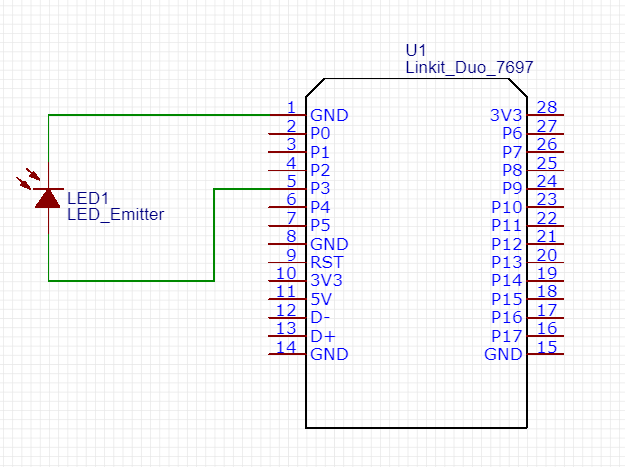 U1
Linkit_Duo_7697
1 GND 3V3 28
2 P0 P6 27
3 P1 P7 26
4 P2 P8 25
5 P3 P9 24
6 P4 P10 23
7 P5 P11 22
8 GND P12 21
9 RST P13 20
10 3V3 P14 19
11 5V P15 18
12 D- P16 17
13 D+ P17 16
14 GND GND 15
LED1
LED_Emitter